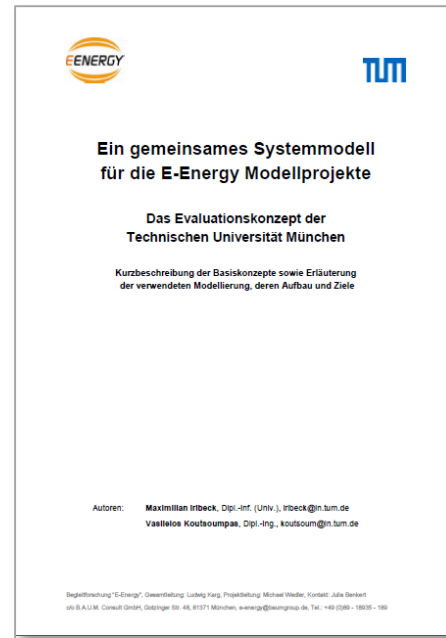 EENERGY
TUM
Ein gemeinsames Systemmodell
für die E-Energy Modellprojekte
Das Evaluationskonzept der
Technischen Universität München
Kurzbeschreibung der Basiskonzepte sowie Erläuterung
der verwendeten Modellierung, deren Aufbau und Ziele
Autoren: Maximilian Irlbeck, Dipl.-Inf. (Univ.), irlbeck@in.tum.de
Vasileios Koutsoumpas, Dipl.-Ing., koutsoum@in.tum.de
Begleitforschung "E-Energy", Gesamtleitung: Ludwig Karg, Projektleitung: Michael Wedler, Kontakt: Julia Benkert
c/o B.A.U.M. Consult GmbH, Gotzinger Str. 48, 81371 München, e-energy@baumgroup.de, Tel.: +49 (0)89 - 18935 - 189